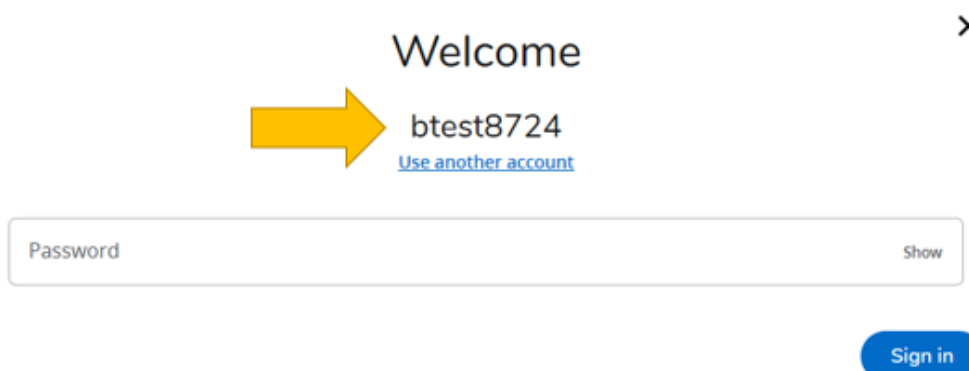 Welcome
btest8724
Use another account
Password Show
Sign in